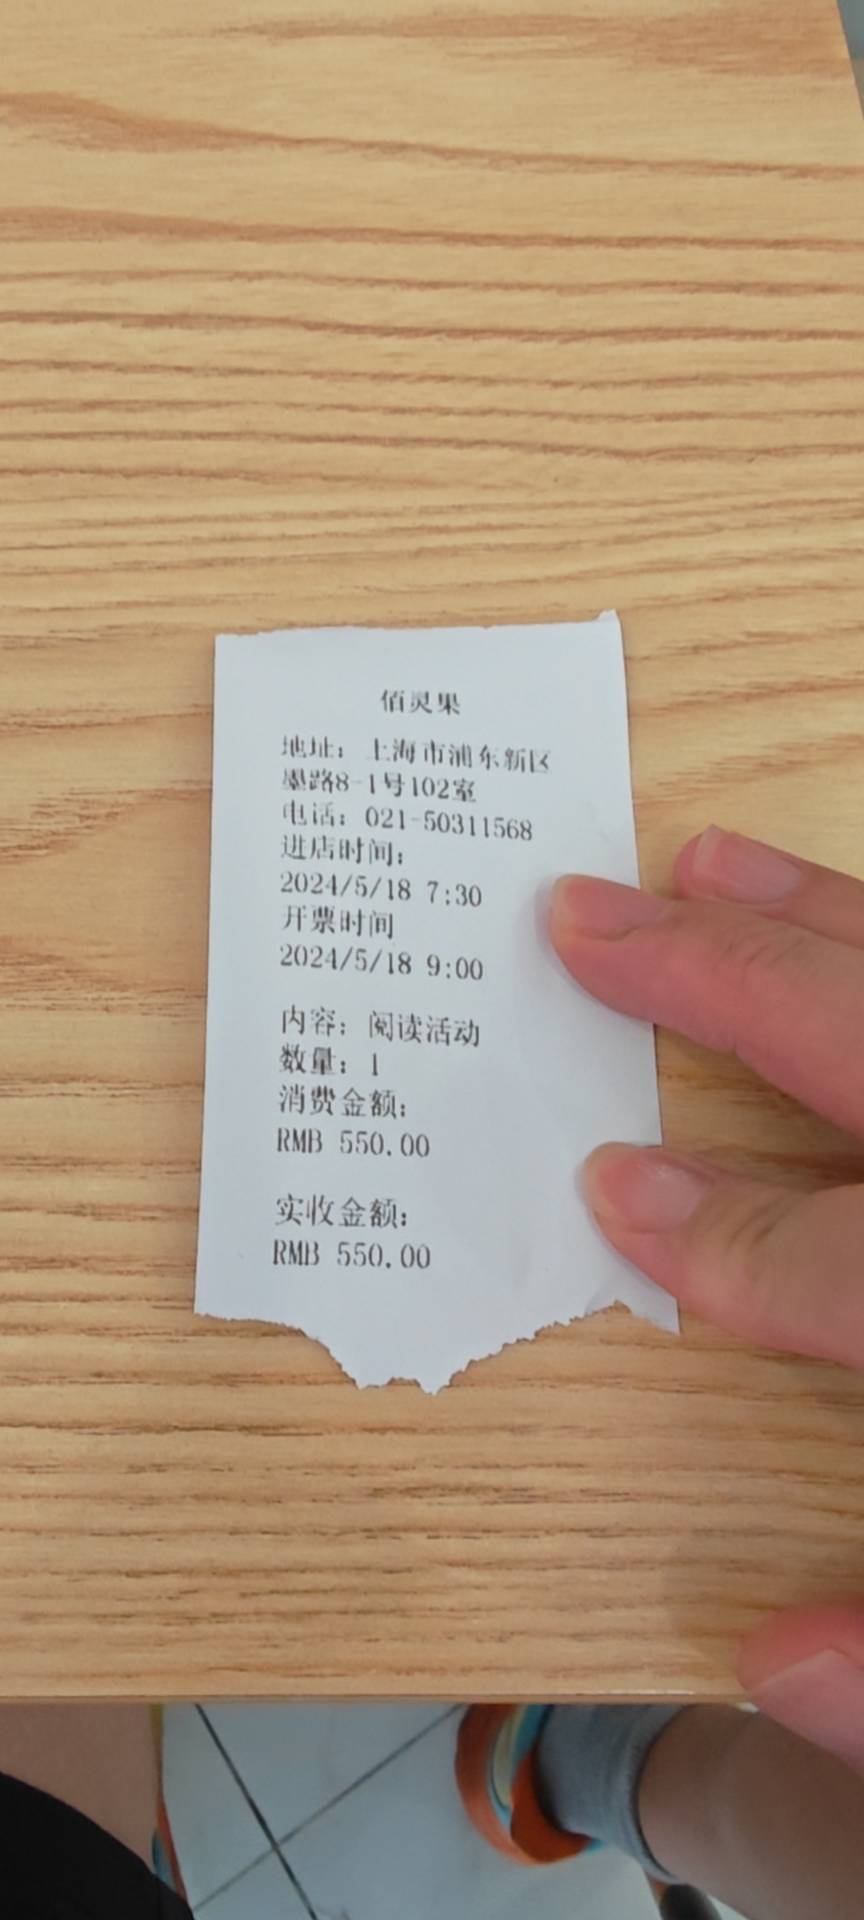 佰灵果
地址：上海市浦东新区
墨路8-1号102室
电话：021-50311568
进店时间：
2024/5/18 7:30
开票时间
2024/5/18 9:00
内容：阅读活动
数量：1
消费金额：
RMB 550.00
实收金额：
RMB 550.00